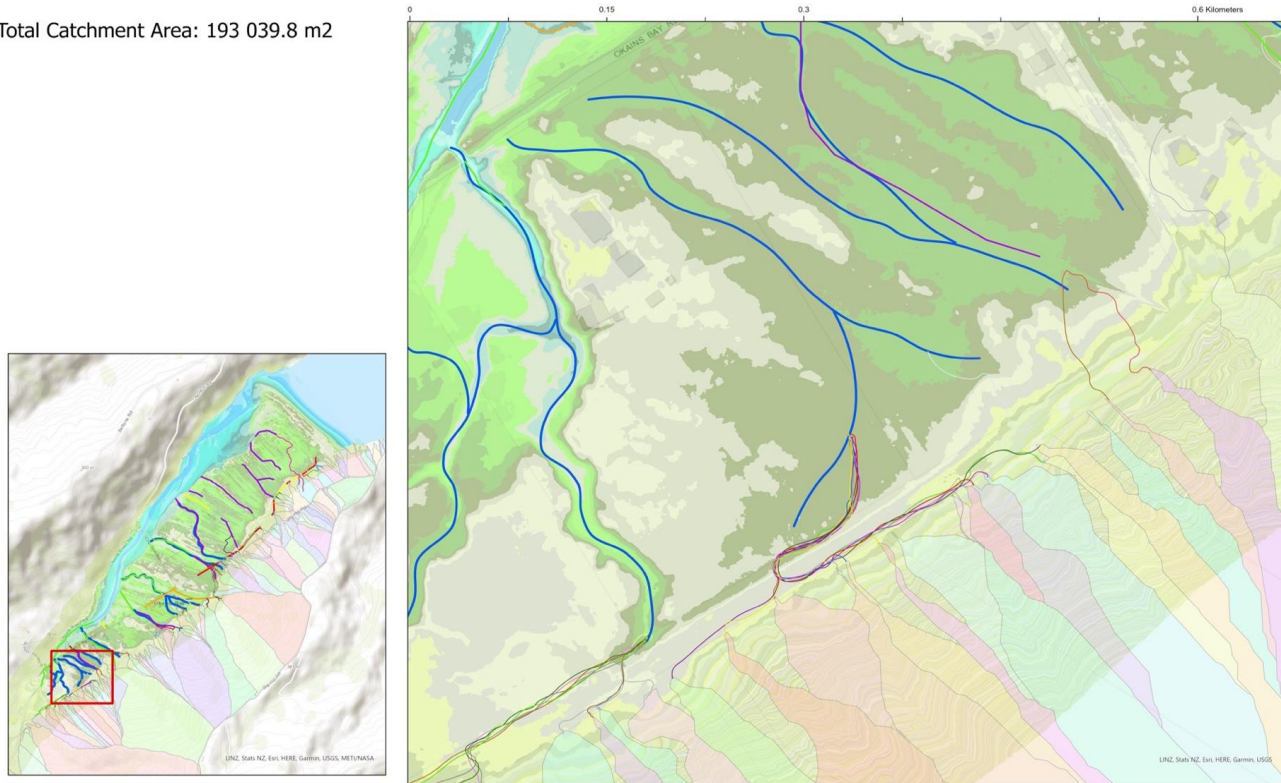 Total Catchment Area: 193 039.8 m2
0
0.15
0.3
0.6 Kilometers
OKAINS BAY
LINZ, Stats NZ, Esri, HERE, Garmin, USGS, METI/NASA
LINZ, Stats NZ, Esri, HERE, Garmin, USGS